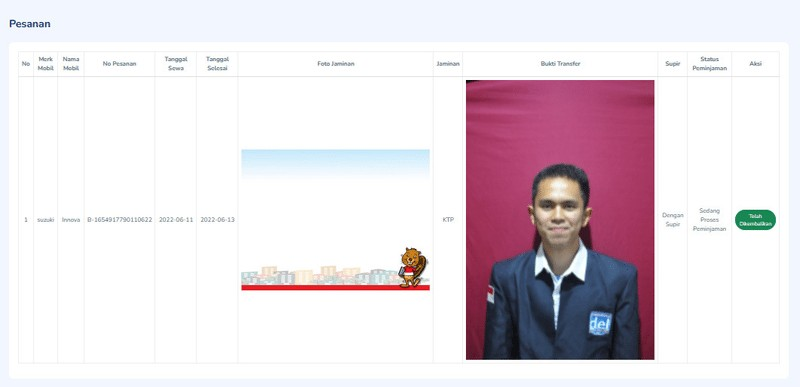 Pesanan
No
Merk
Mobil
Nama
Mobil
No Pesanan
Tanggal
Sewa
Tanggal
Selesai
Foto Jaminan
Jaminan
Bukti Transfer
Supir
Status
Peminjaman
Aksi
1
suzuki
Innova
B-1654917790110622
2022-06-11
2022-06-13
KTP
del
Dengan
Supir
Sedang
Proses
Peminjaman
Telah
Dikembalikan